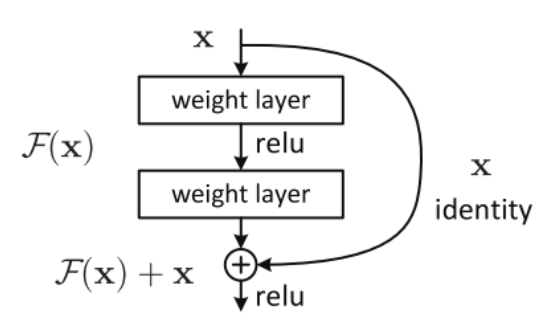 x
weight layer
relu
F(x)
weight layer
x
identity
F(x) + x
relu